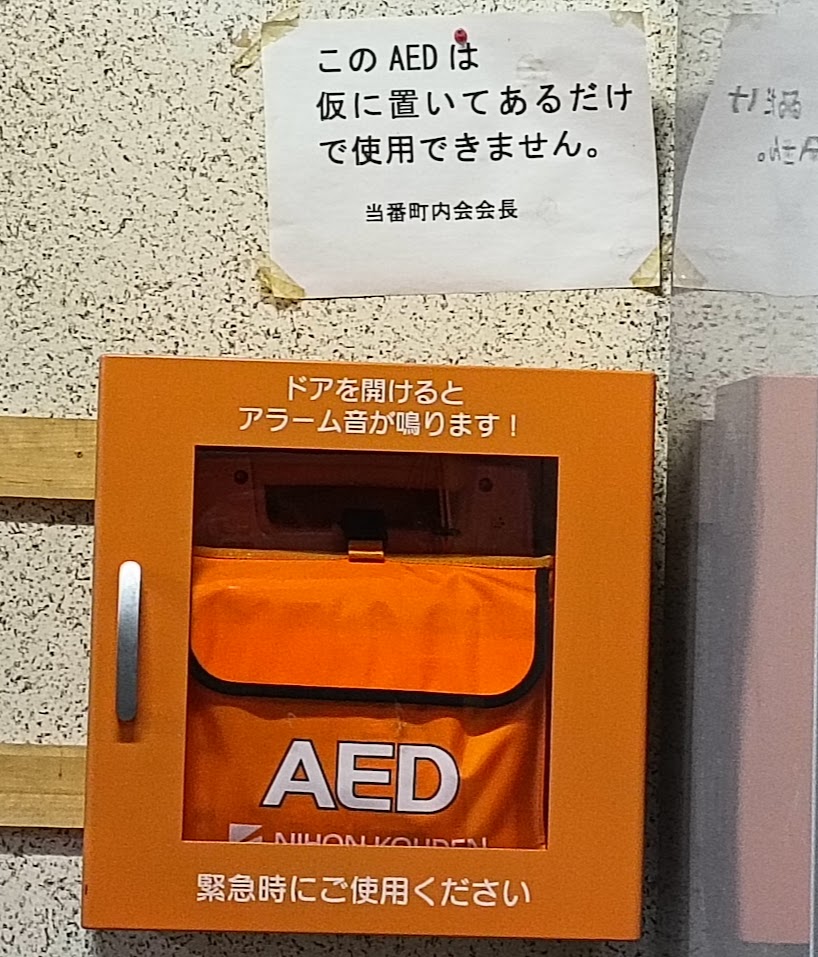 このAEDは
仮に置いてあるだけ
で使用できません。
当番町内会会長
ドアを開けると
アラーム音が鳴ります!
AED
NIHON KOHDEN
緊急時にご使用ください